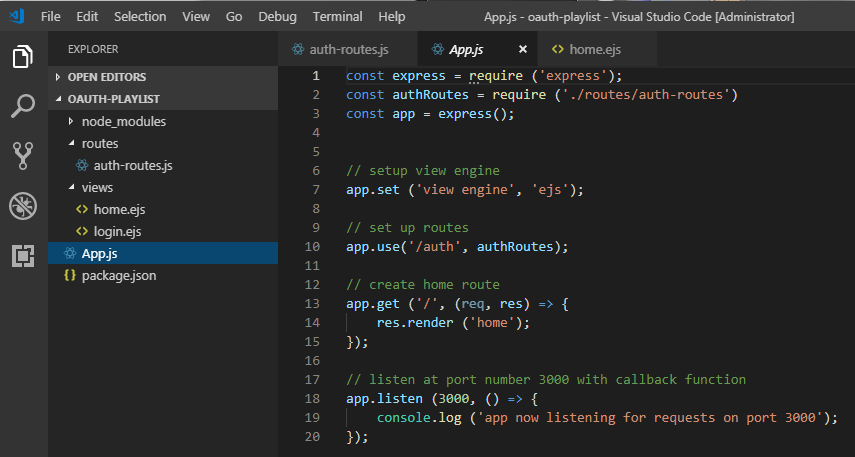 File Edit Selection View Go Debug Terminal Help App.js - oauth-playlist - Visual Studio Code [Administrator]
EXPLORER
OPEN EDITORS
OAUTH-PLAYLIST
node_modules
routes
auth-routes.js
views
home.ejs
login.ejs
App.js
{} package.json
auth-routes.js App.js × <> home.ejs
1 const express = require ('express');
2 const authRoutes = require ('./routes/auth-routes')
3 const app = express();
4
5
6 // setup view engine
7 app.set ('view engine', 'ejs');
8
9 // set up routes
10 app.use('/auth', authRoutes);
11
12 // create home route
13 app.get ('/', (req, res) => {
14 res.render ('home');
15 });
16
17 // listen at port number 3000 with callback function
18 app.listen (3000, () => {
19 console.log ('app now listening for requests on port 3000');
20 });